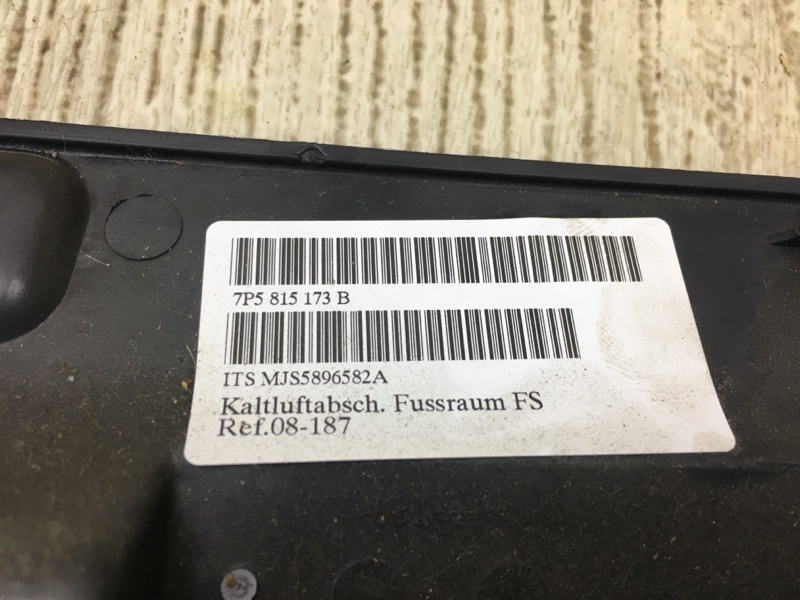 7P5 815 173 B
ITS MJS5896582A
Kaltluftabsch. Fussraum FS
Ref.08-187